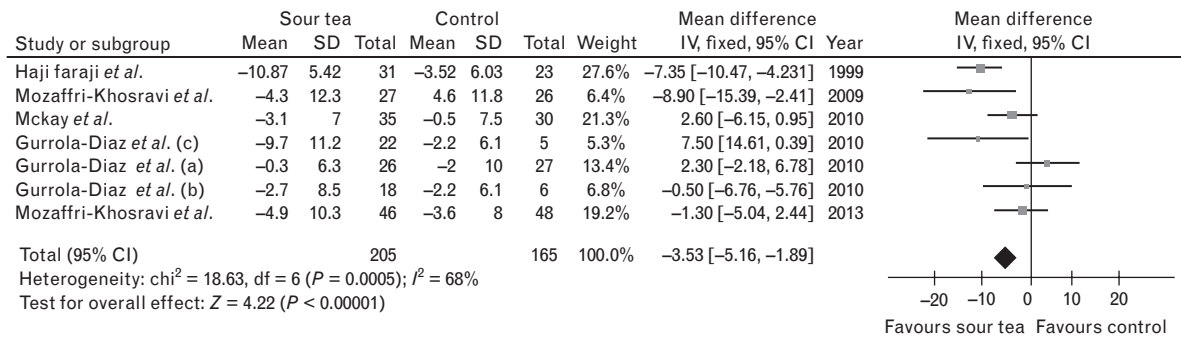 Sour tea Control Mean difference Mean difference
Study or subgroup Mean SD Total Mean SD Total Weight IV, fixed, 95% CI Year IV, fixed, 95% CI
Haji faraji et al. −10.87 5.42 31 −3.52 6.03 23 27.6% −7.35 [−10.47, −4.231] 1999
Mozaffri-Khosravi et al. −4.3 12.3 27 4.6 11.8 26 6.4% −8.90 [−15.39, −2.41] 2009
Mckay et al. −3.1 7 35 −0.5 7.5 30 21.3% 2.60 [−6.15, 0.95] 2010
Gurrola-Diaz et al. (c) −9.7 11.2 22 −2.2 6.1 5 5.3% 7.50 [14.61, 0.39] 2010
Gurrola-Diaz et al. (a) −0.3 6.3 26 −2 10 27 13.4% 2.30 [−2.18, 6.78] 2010
Gurrola-Diaz et al. (b) −2.7 8.5 18 −2.2 6.1 6 6.8% −0.50 [−6.76, −5.76] 2010
Mozaffri-Khosravi et al. −4.9 10.3 46 −3.6 8 48 19.2% −1.30 [−5.04, 2.44] 2013
Total (95% CI) 205 165 100.0% −3.53 [−5.16, −1.89]
Heterogeneity: chi² = 18.63, df = 6 (P = 0.0005); I² = 68%
Test for overall effect: Z = 4.22 (P < 0.00001)
−20 −10 0 10 20
Favours sour tea Favours control